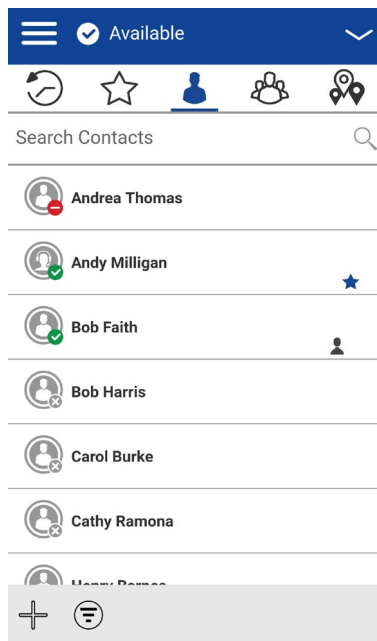 Available
Search Contacts
Andrea Thomas
Andy Milligan
Bob Faith
Bob Harris
Carol Burke
Cathy Ramona